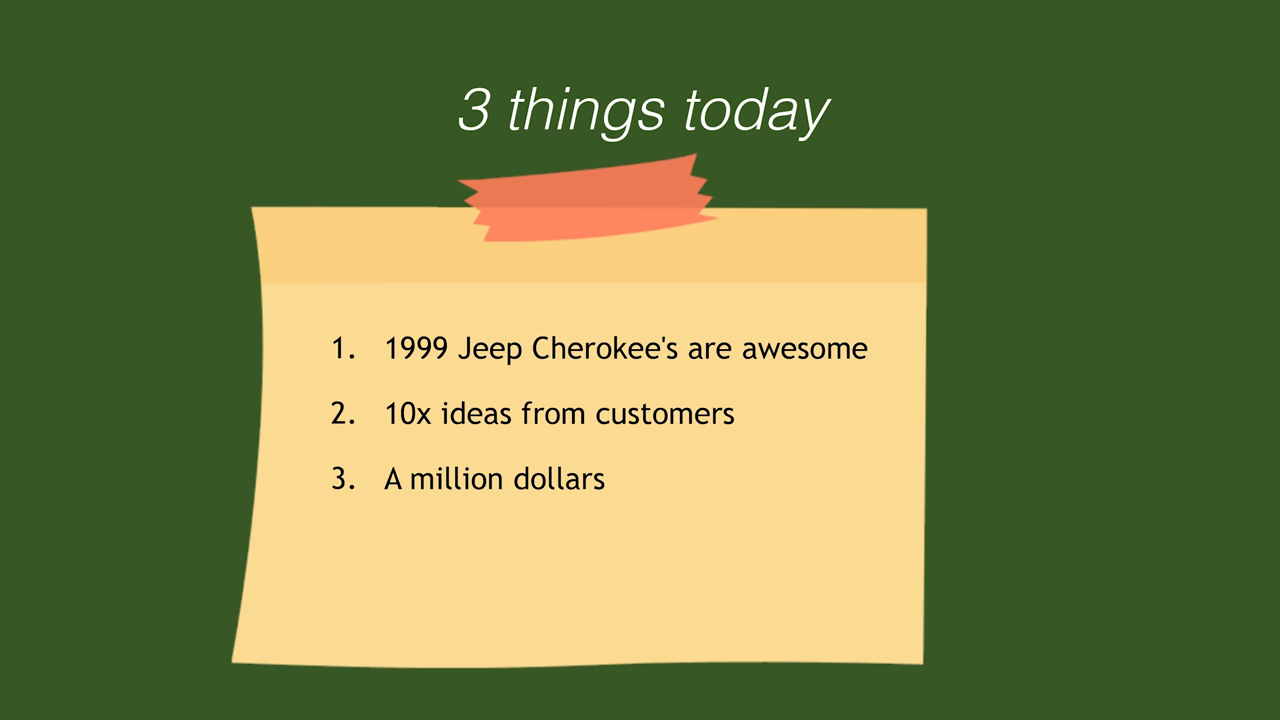 3 things today
1. 1999 Jeep Cherokee's are awesome
2. 10x ideas from customers
3. A million dollars